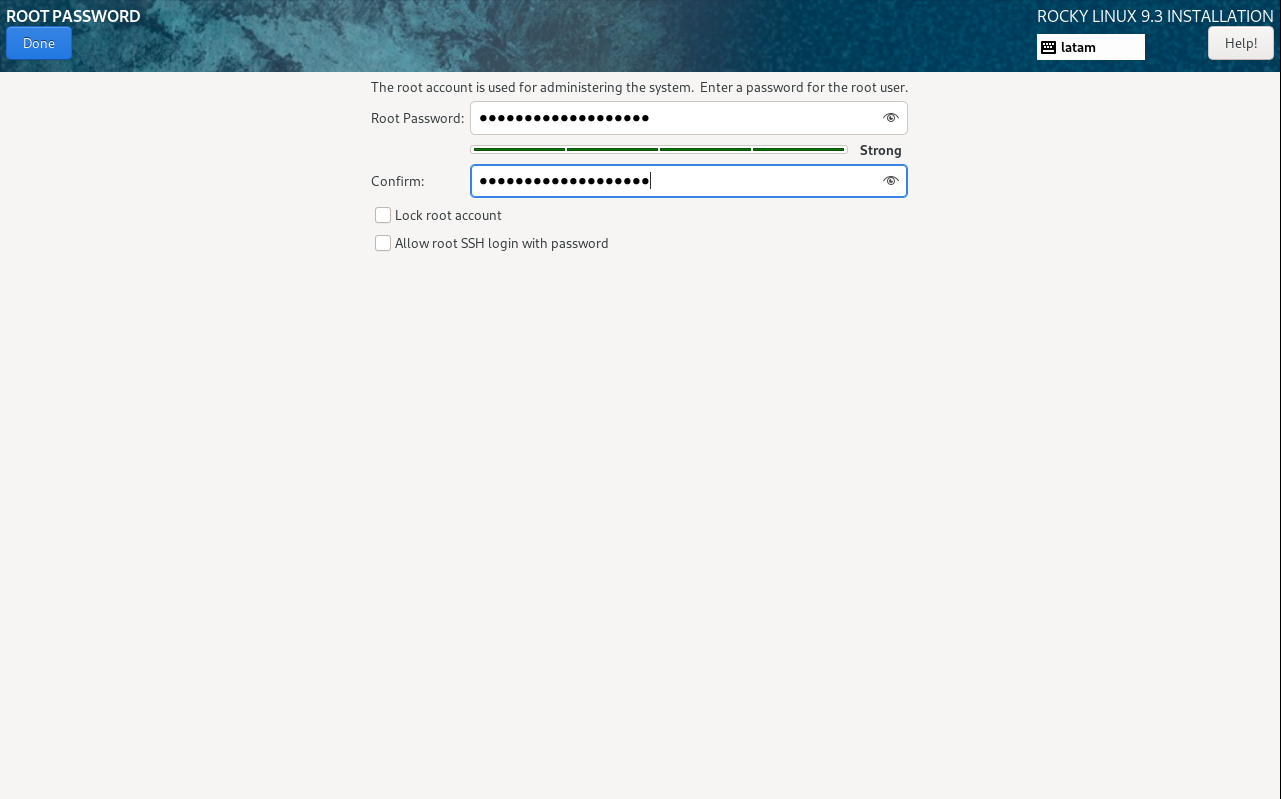 ROOT PASSWORD
ROCKY LINUX 9.3 INSTALLATION
Done
latam
Help!
The root account is used for administering the system.  Enter a password for the root user.
Root Password: ●●●●●●●●●●●●●●●●●●●
Strong
Confirm: ●●●●●●●●●●●●●●●●●●●
Lock root account
Allow root SSH login with password